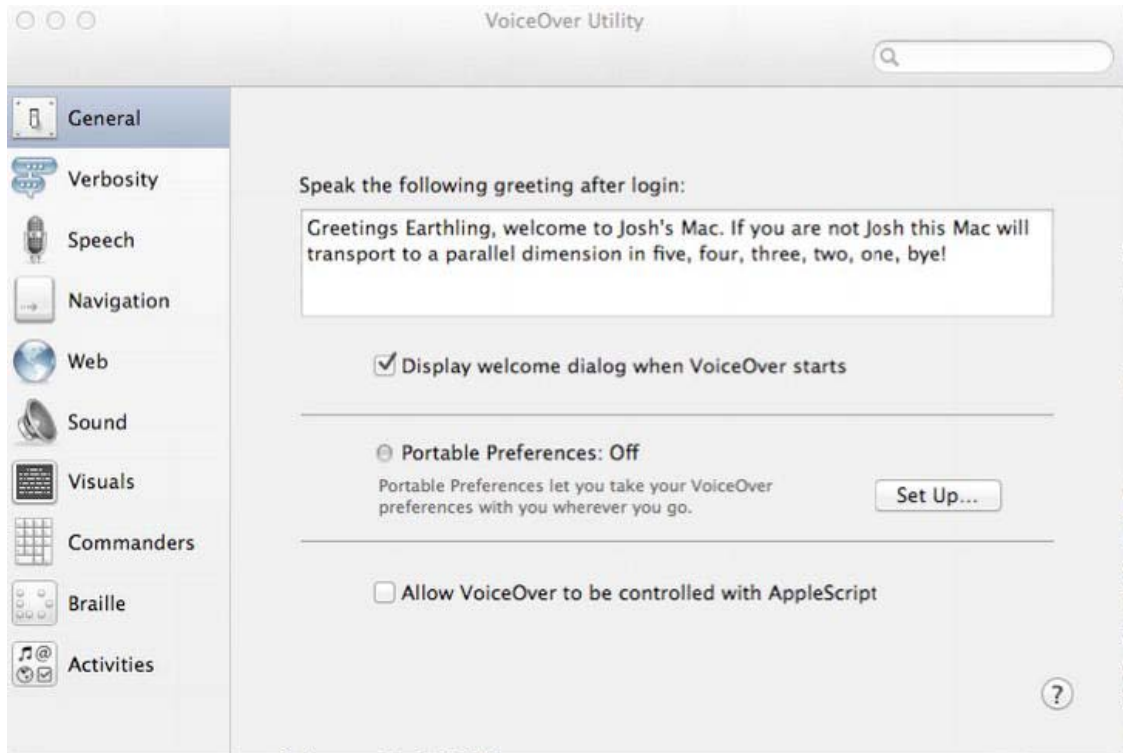 VoiceOver Utility
General
Verbosity
Speech
Navigation
Web
Sound
Visuals
Commanders
Braille
Activities
Speak the following greeting after login:
Greetings Earthling, welcome to Josh's Mac. If you are not Josh this Mac will
transport to a parallel dimension in five, four, three, two, one, bye!
Display welcome dialog when VoiceOver starts
Portable Preferences: Off
Portable Preferences let you take your VoiceOver
preferences with you wherever you go.
Set Up...
Allow VoiceOver to be controlled with AppleScript
?